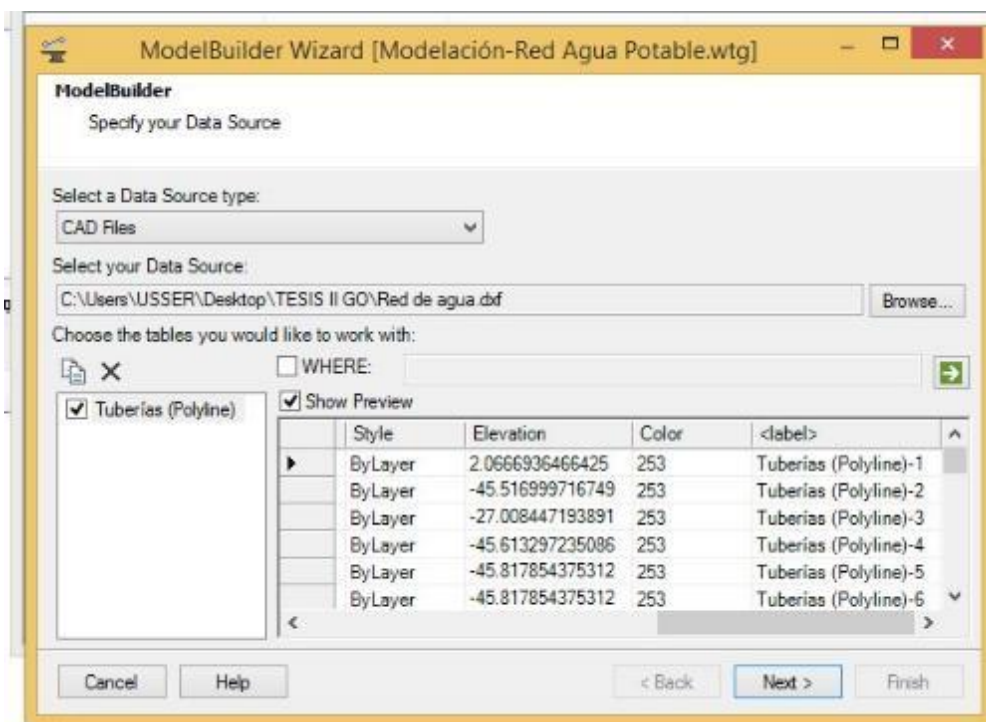 ModelBuilder Wizard [Modelación-Red Agua Potable.wtg]
ModelBuilder
Specify your Data Source
Select a Data Source type:
CAD Files
Select your Data Source:
C:\Users\USSER\Desktop\TESIS II GO\Red de agua.dxf
Browse...
Choose the tables you would like to work with:
WHERE:
Tuberías (Polyline)
Show Preview
Style Elevation Color <label>
ByLayer 2.0666936466425 253 Tuberías (Polyline)-1
ByLayer -45.516999716749 253 Tuberías (Polyline)-2
ByLayer -27.008447193891 253 Tuberías (Polyline)-3
ByLayer -45.613297235086 253 Tuberías (Polyline)-4
ByLayer -45.817854375312 253 Tuberías (Polyline)-5
ByLayer -45.817854375312 253 Tuberías (Polyline)-6
Cancel Help < Back Next > Finish